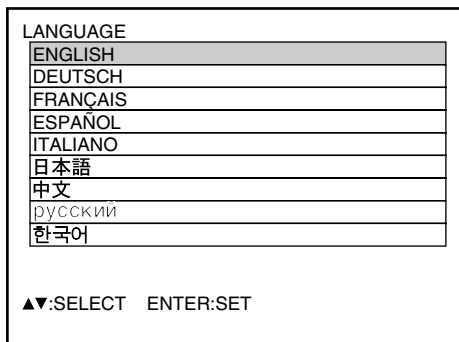 LANGUAGE
ENGLISH
DEUTSCH
FRANÇAIS
ESPAÑOL
ITALIANO
日本語
中文
русский
한국어
▲▼:SELECT ENTER:SET